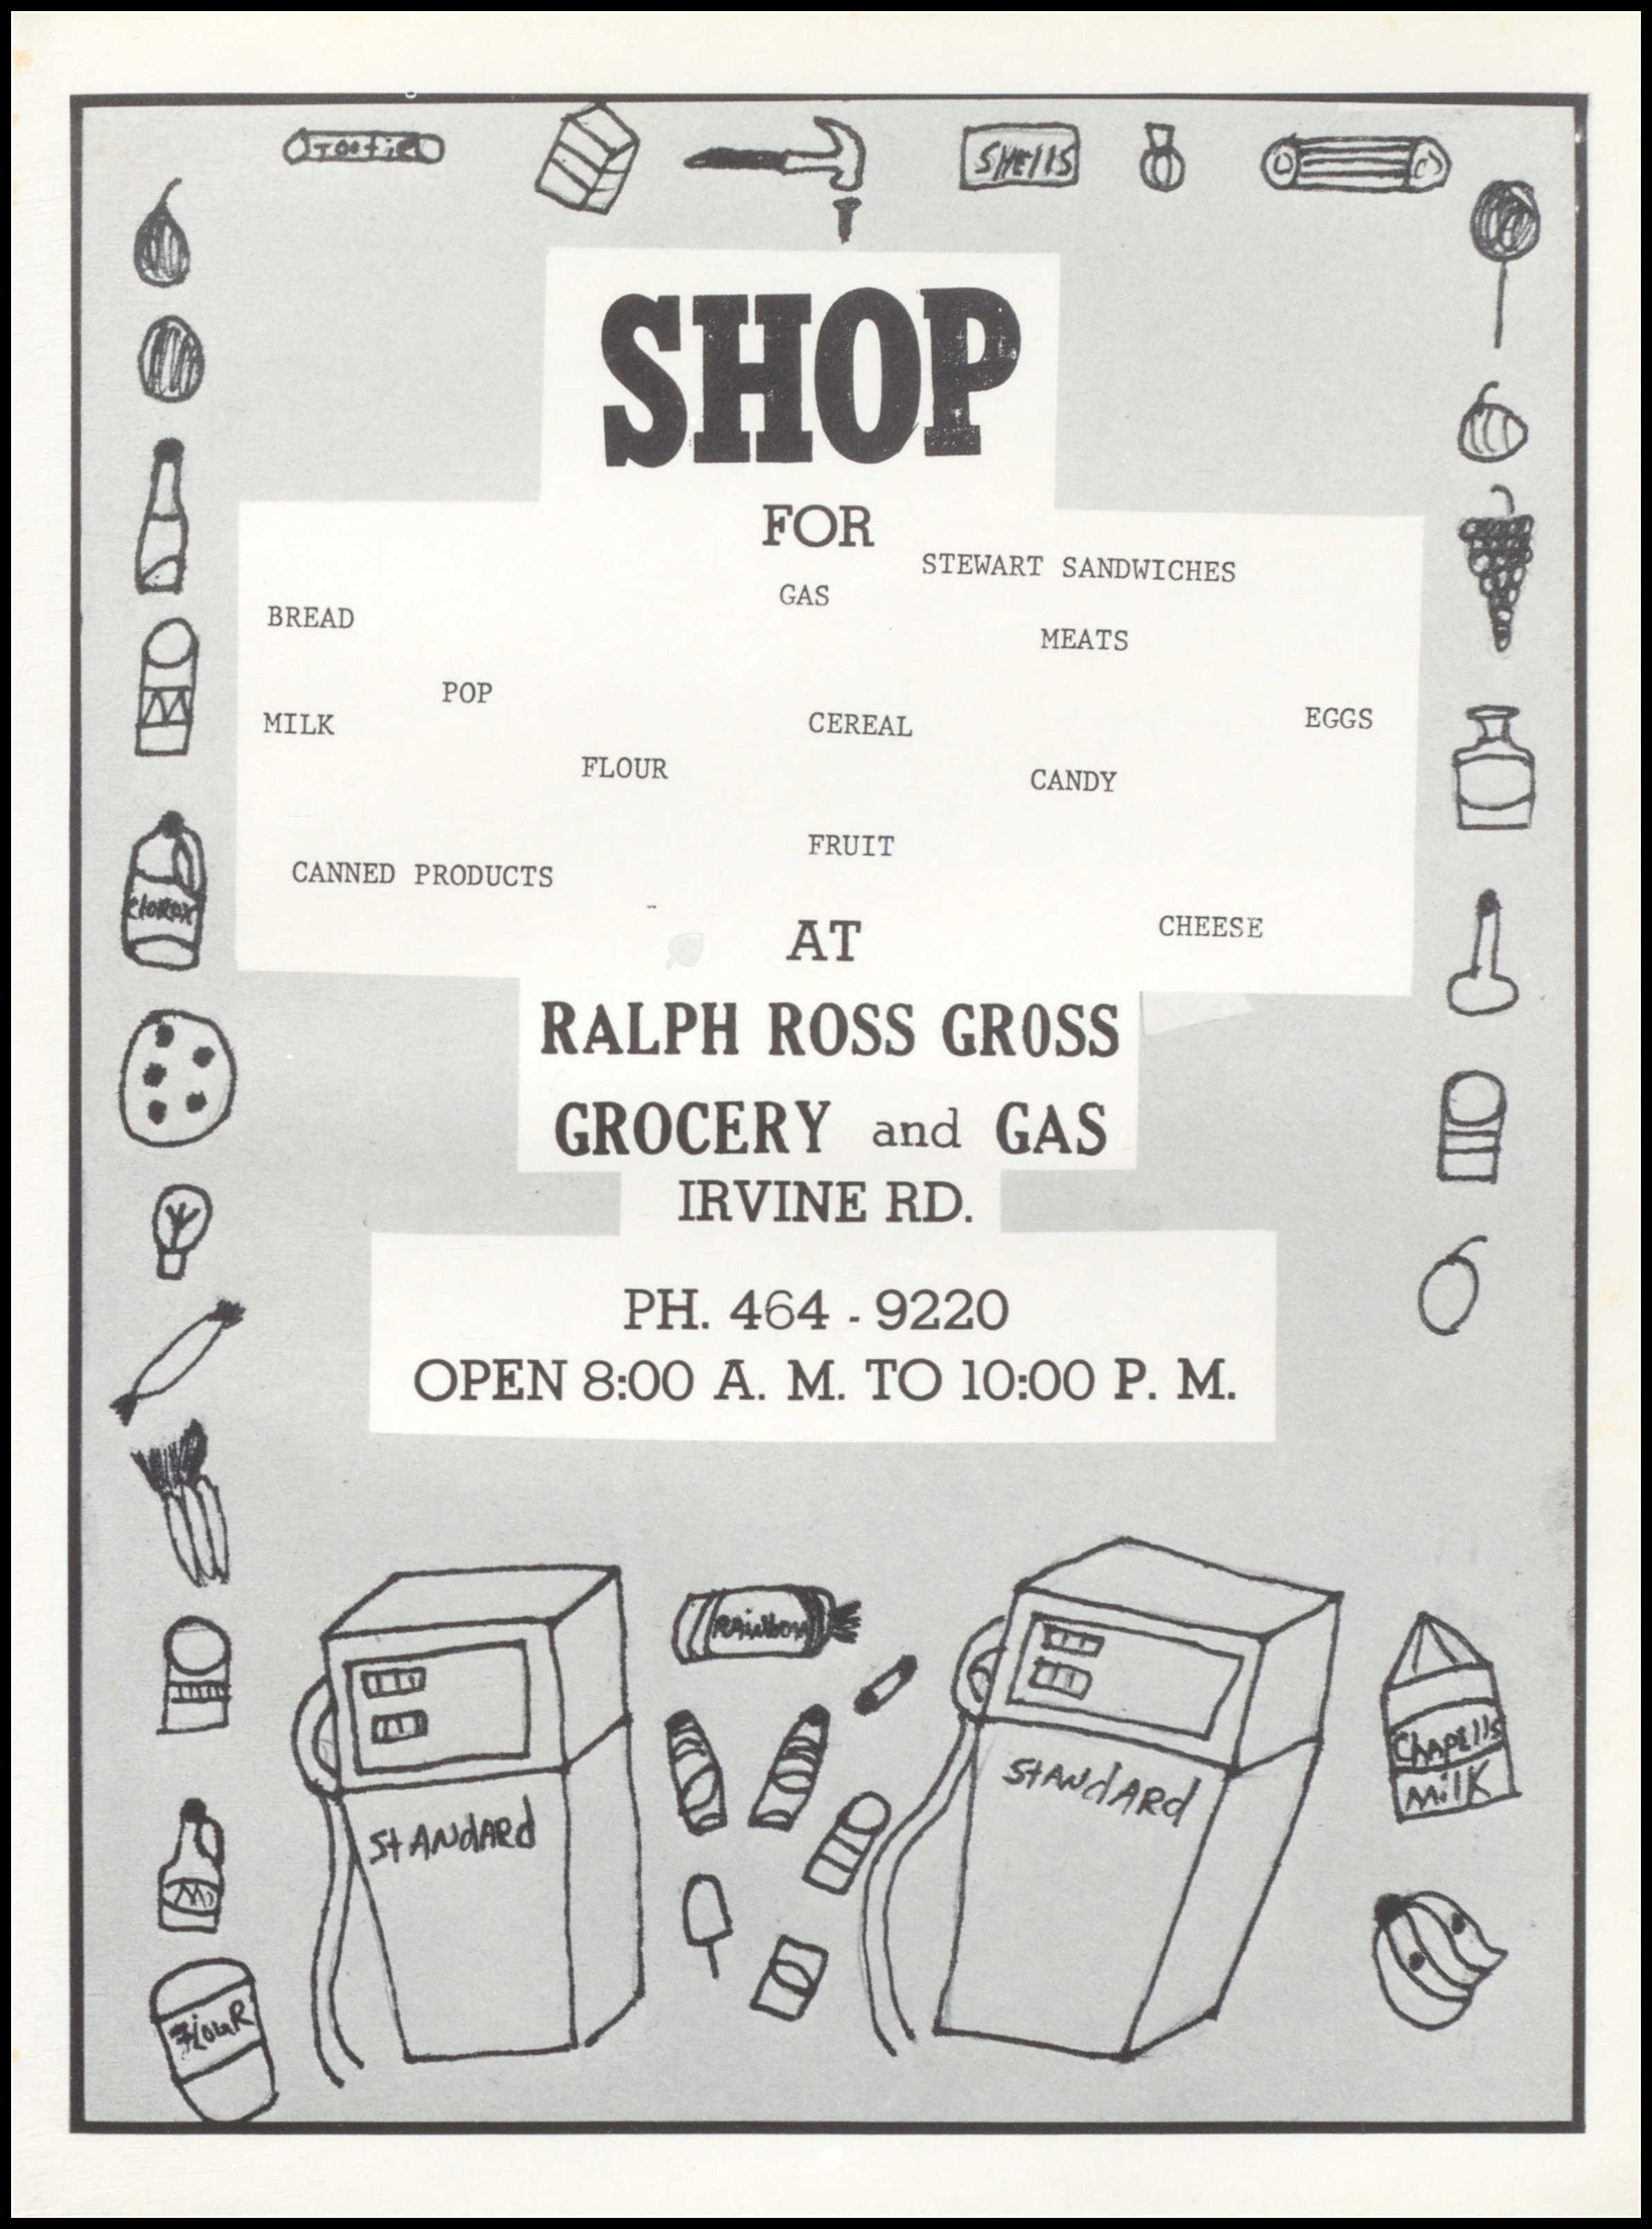 Tootie
SHELLS
SHOP
FOR
STEWART SANDWICHES
GAS
BREAD
MEATS
POP
MILK
CEREAL
EGGS
FLOUR
CANDY
FRUIT
CANNED PRODUCTS
CHEESE
AT
Clorox
RALPH ROSS GROSS
GROCERY and GAS
IRVINE RD.
PH. 464 - 9220
OPEN 8:00 A. M. TO 10:00 P. M.
Rainbow
STANdARd
STANdARd
Chapells
Milk
Flour